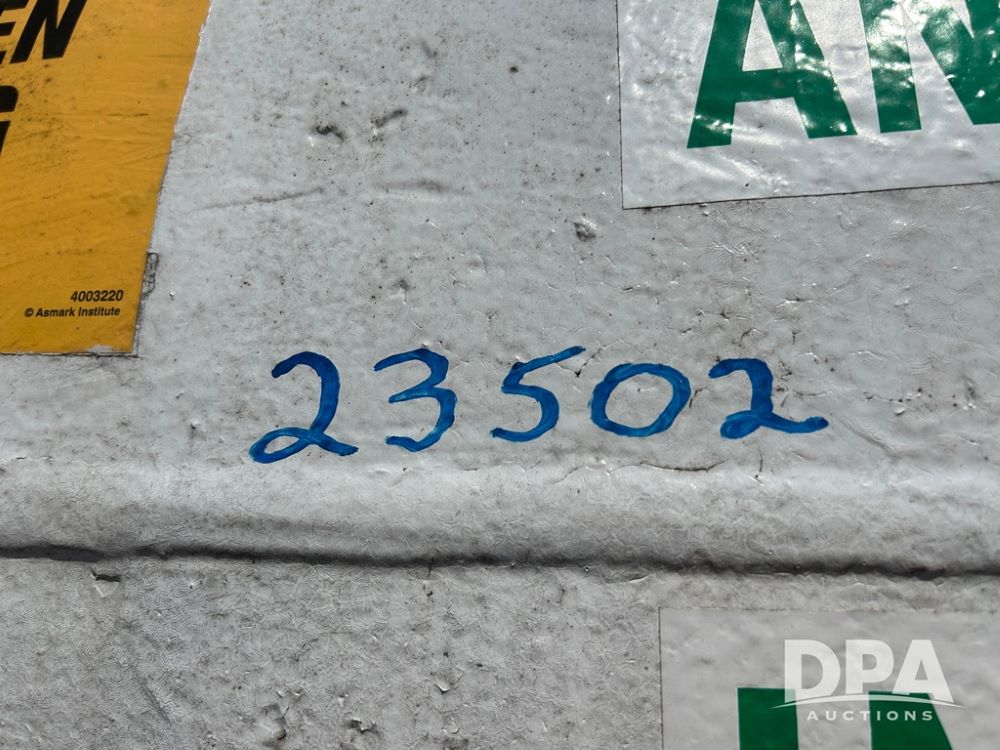 EN
G
AN
4003220
© Asmark Institute
23502
DPA
AUCTIONS